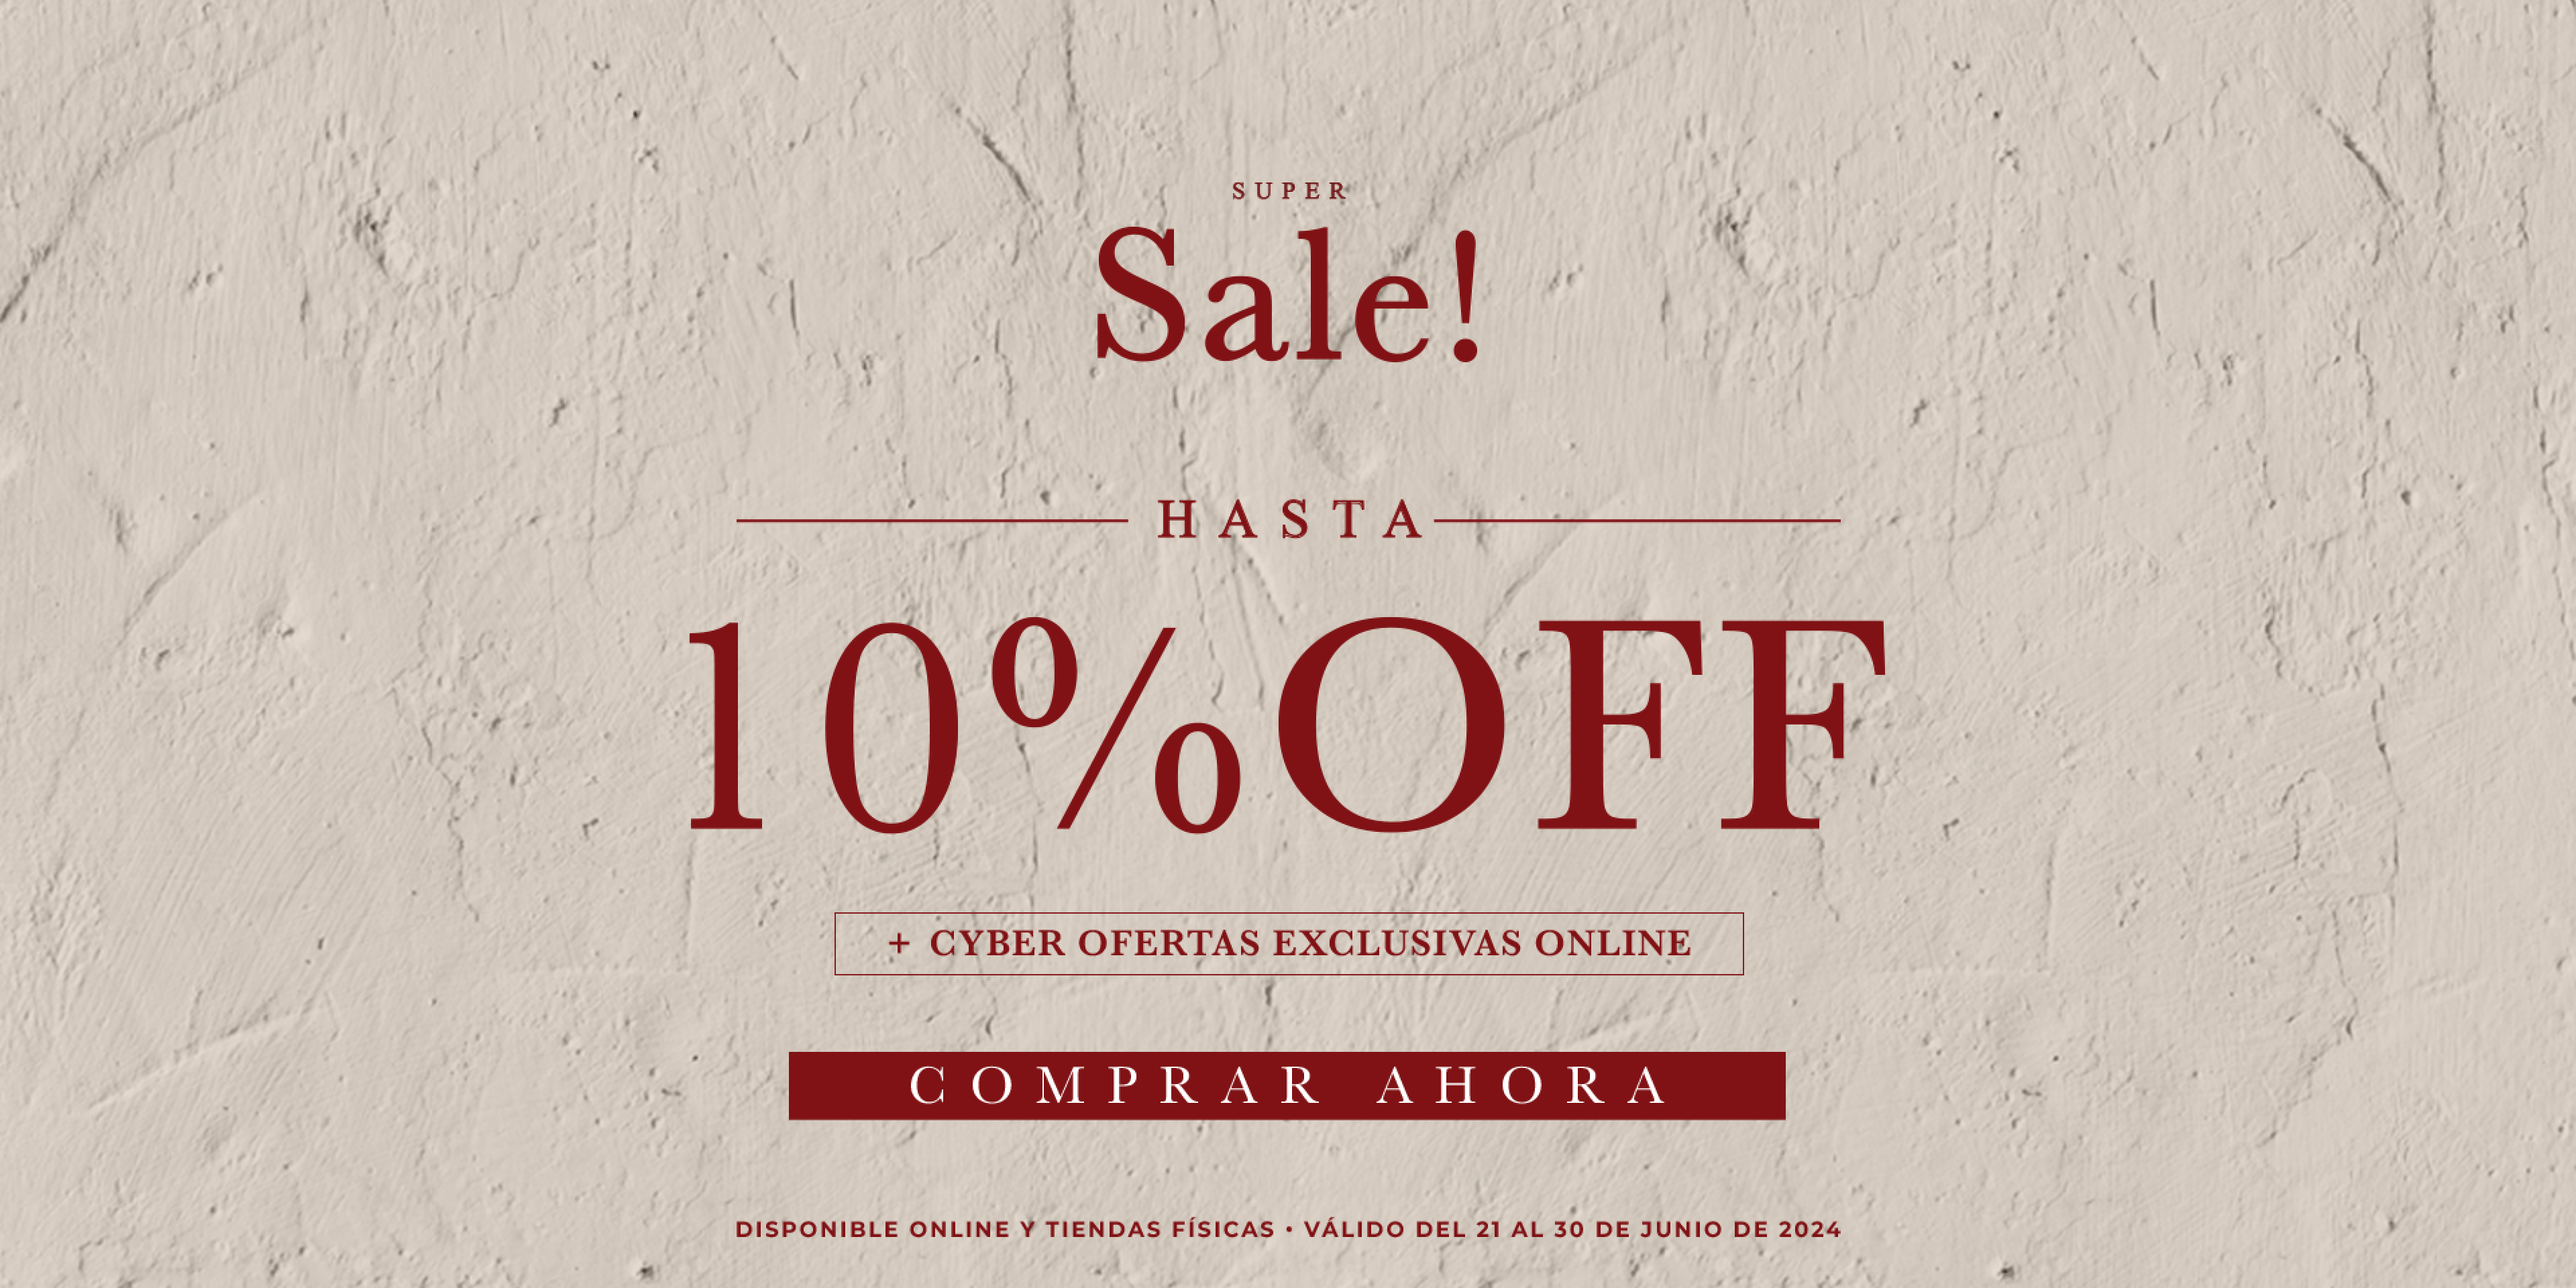 SUPER
Sale!
HASTA
10%OFF
+ CYBER OFERTAS EXCLUSIVAS ONLINE
COMPRAR AHORA
DISPONIBLE ONLINE Y TIENDAS FÍSICAS • VÁLIDO DEL 21 AL 30 DE JUNIO DE 2024